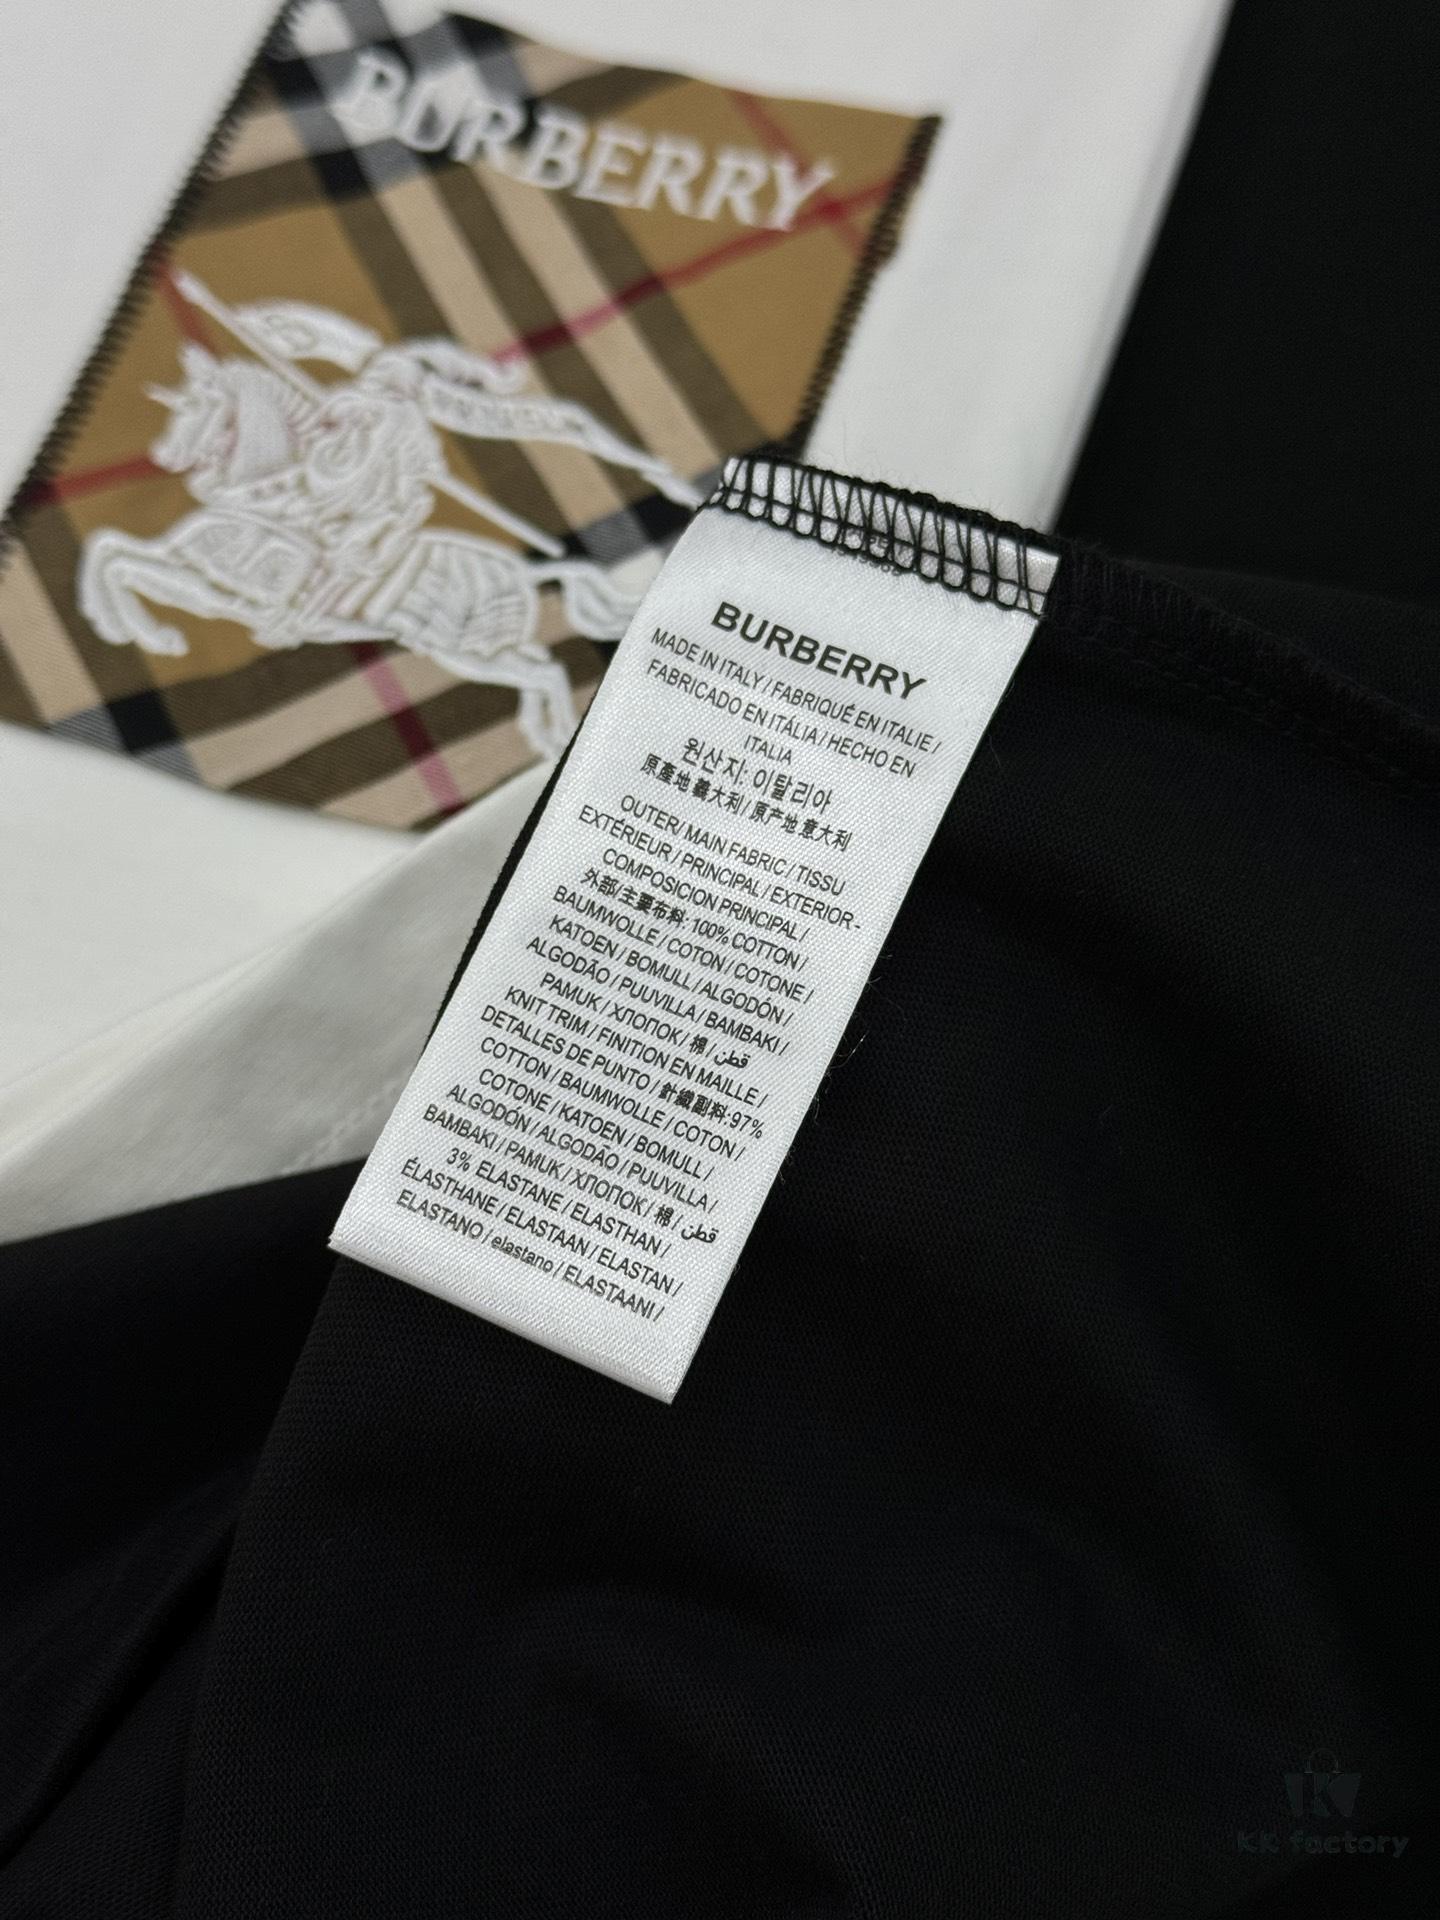 BURBERRY
BURBERRY
MADE IN ITALY / FABRIQUÉ EN ITALIE /
FABRICADO EN ITÁLIA / HECHO EN
ITALIA
원산지: 이탈리아
原產地 義大利 / 原产地 意大利
OUTER/ MAIN FABRIC / TISSU
EXTÉRIEUR / PRINCIPAL / EXTERIOR-
COMPOSICION PRINCIPAL /
外部/主要布料: 100% COTTON /
BAUMWOLLE / COTON / COTONE /
KATOEN / BOMULL / ALGODÓN /
ALGODÃO / PUUVILLA / BAMBAKI /
PAMUK / ХЛОПОК / 棉 / قطن
KNIT TRIM / FINITION EN MAILLE /
DETALLES DE PUNTO / 針織副料:97%
COTTON / BAUMWOLLE / COTON /
COTONE / KATOEN / BOMULL /
ALGODÓN / ALGODÃO / PUUVILLA /
BAMBAKI / PAMUK / ХЛОПОК / 棉 / قطن
3% ELASTANE / ELASTHAN /
ÉLASTHANE / ELASTAAN / ELASTAN /
ELASTANO / elastano / ELASTAANI /
KK factory